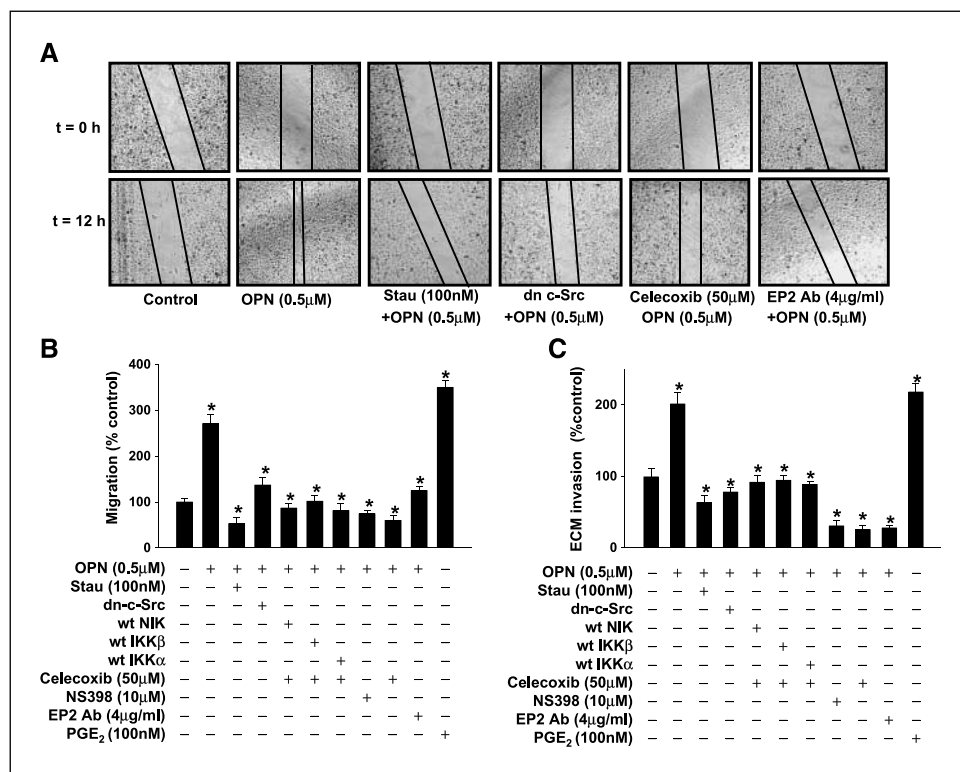 A
t = 0 h
t = 12 h
Control
OPN (0.5μM)
Stau (100nM)
+OPN (0.5μM)
dn c-Src
+OPN (0.5μM)
Celecoxib (50μM)
OPN (0.5μM)
EP2 Ab (4μg/ml)
+OPN (0.5μM)
B
Migration (% control)
400
300
200
100
0
* * * * * * * * * *
OPN (0.5μM) – + + + + + + + + + –
Stau (100nM) – – + – – – – – – – –
dn-c-Src – – – + – – – – – – –
wt NIK – – – – + – – – – – –
wt IKKβ – – – – – + – – – – –
wt IKKα – – – – – – + – – – –
Celecoxib (50μM) – – – – + + + – + – –
NS398 (10μM) – – – – – – – + – – –
EP2 Ab (4μg/ml) – – – – – – – – – + –
PGE₂ (100nM) – – – – – – – – – – +
C
ECM invasion (%control)
200
100
0
* * * * * * * * * *
OPN (0.5μM) – + + + + + + + + + –
Stau (100nM) – – + – – – – – – – –
dn-c-Src – – – + – – – – – – –
wt NIK – – – – + – – – – – –
wt IKKβ – – – – – + – – – – –
wt IKKα – – – – – – + – – – –
Celecoxib (50μM) – – – – + + + – + – –
NS398 (10μM) – – – – – – – + – – –
EP2 Ab (4μg/ml) – – – – – – – – – + –
PGE₂ (100nM) – – – – – – – – – – +